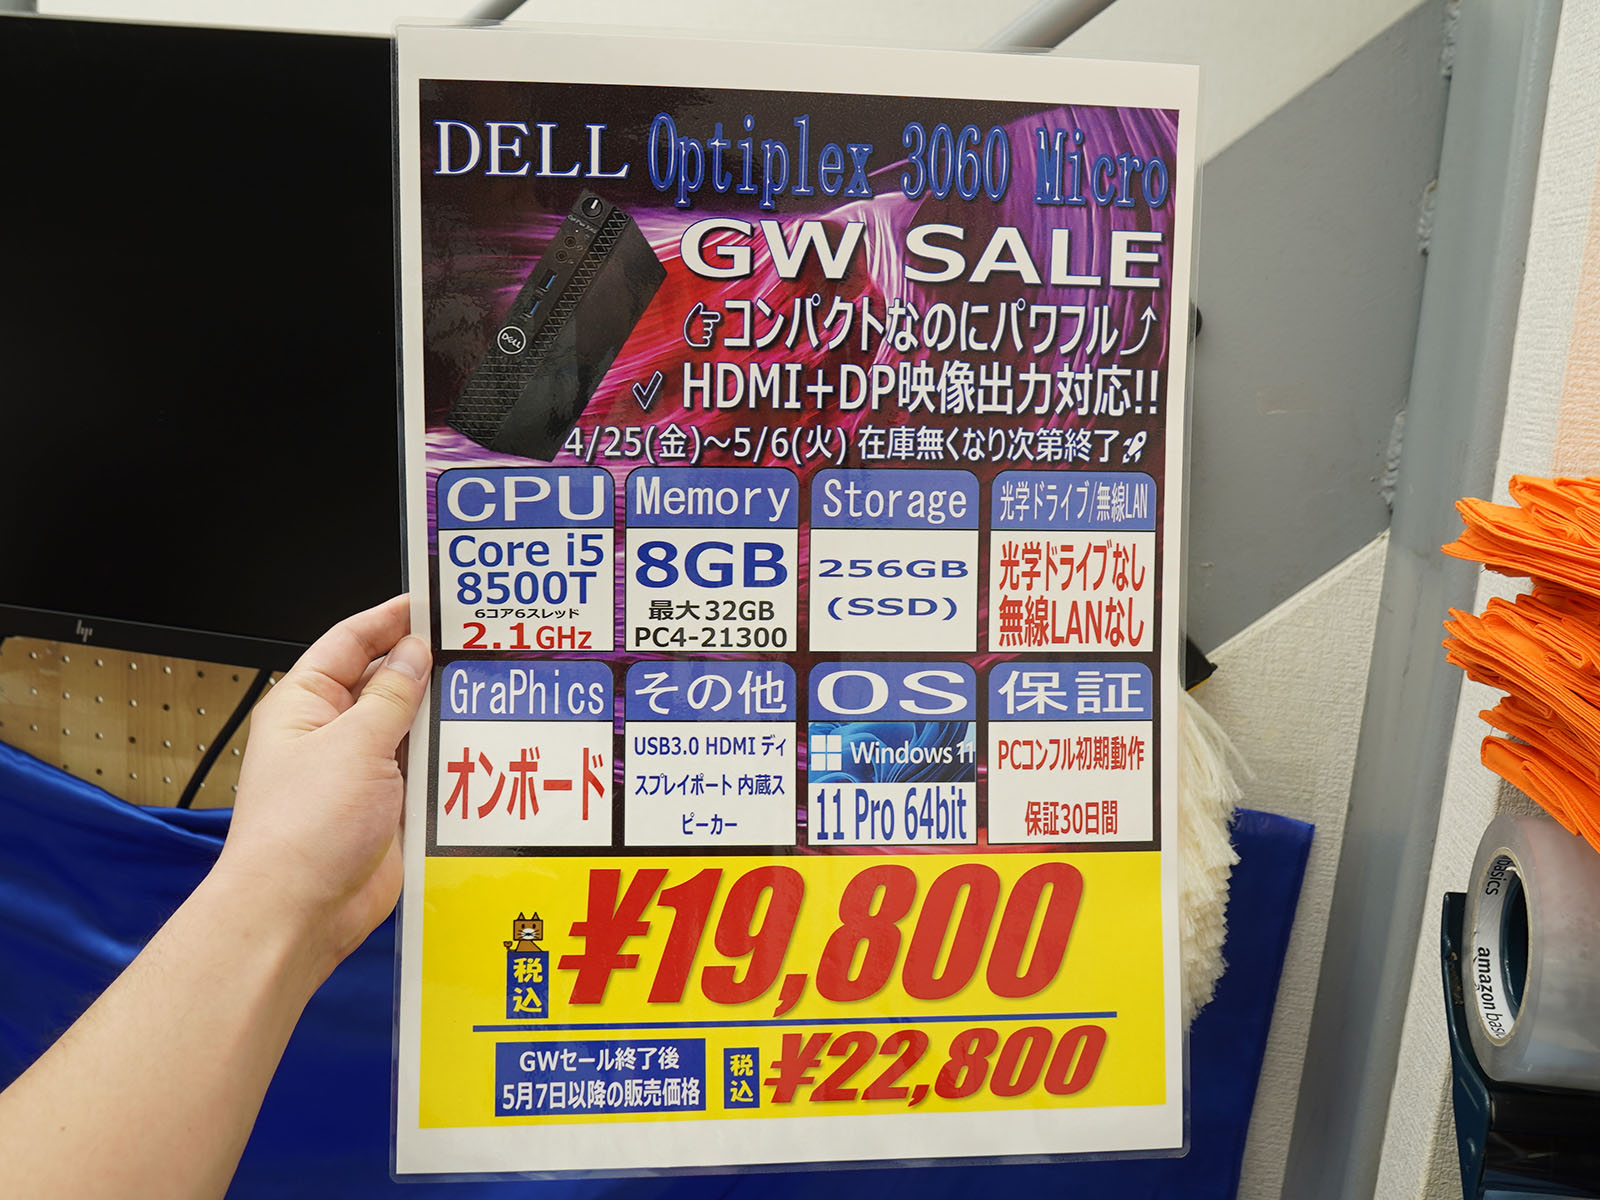 DELL Optiplex 3060 Micro
GW SALE
コンパクトなのにパワフル
HDMI+DP映像出力対応!!
4/25(金)～5/6(火) 在庫無くなり次第終了
DELL
CPU
Core i5
8500T
6コア6スレッド
2.1GHz
Memory
8GB
最大32GB
PC4-21300
Storage
256GB
(SSD)
光学ドライブ/無線LAN
光学ドライブなし
無線LANなし
GraPhics
オンボード
その他
USB3.0 HDMI ディ
スプレイポート 内蔵ス
ピーカー
OS
Windows 11
11 Pro 64bit
保証
PCコンフル初期動作
保証30日間
税込
¥19,800
GWセール終了後
5月7日以降の販売価格
税込
¥22,800
hp
amazon basics